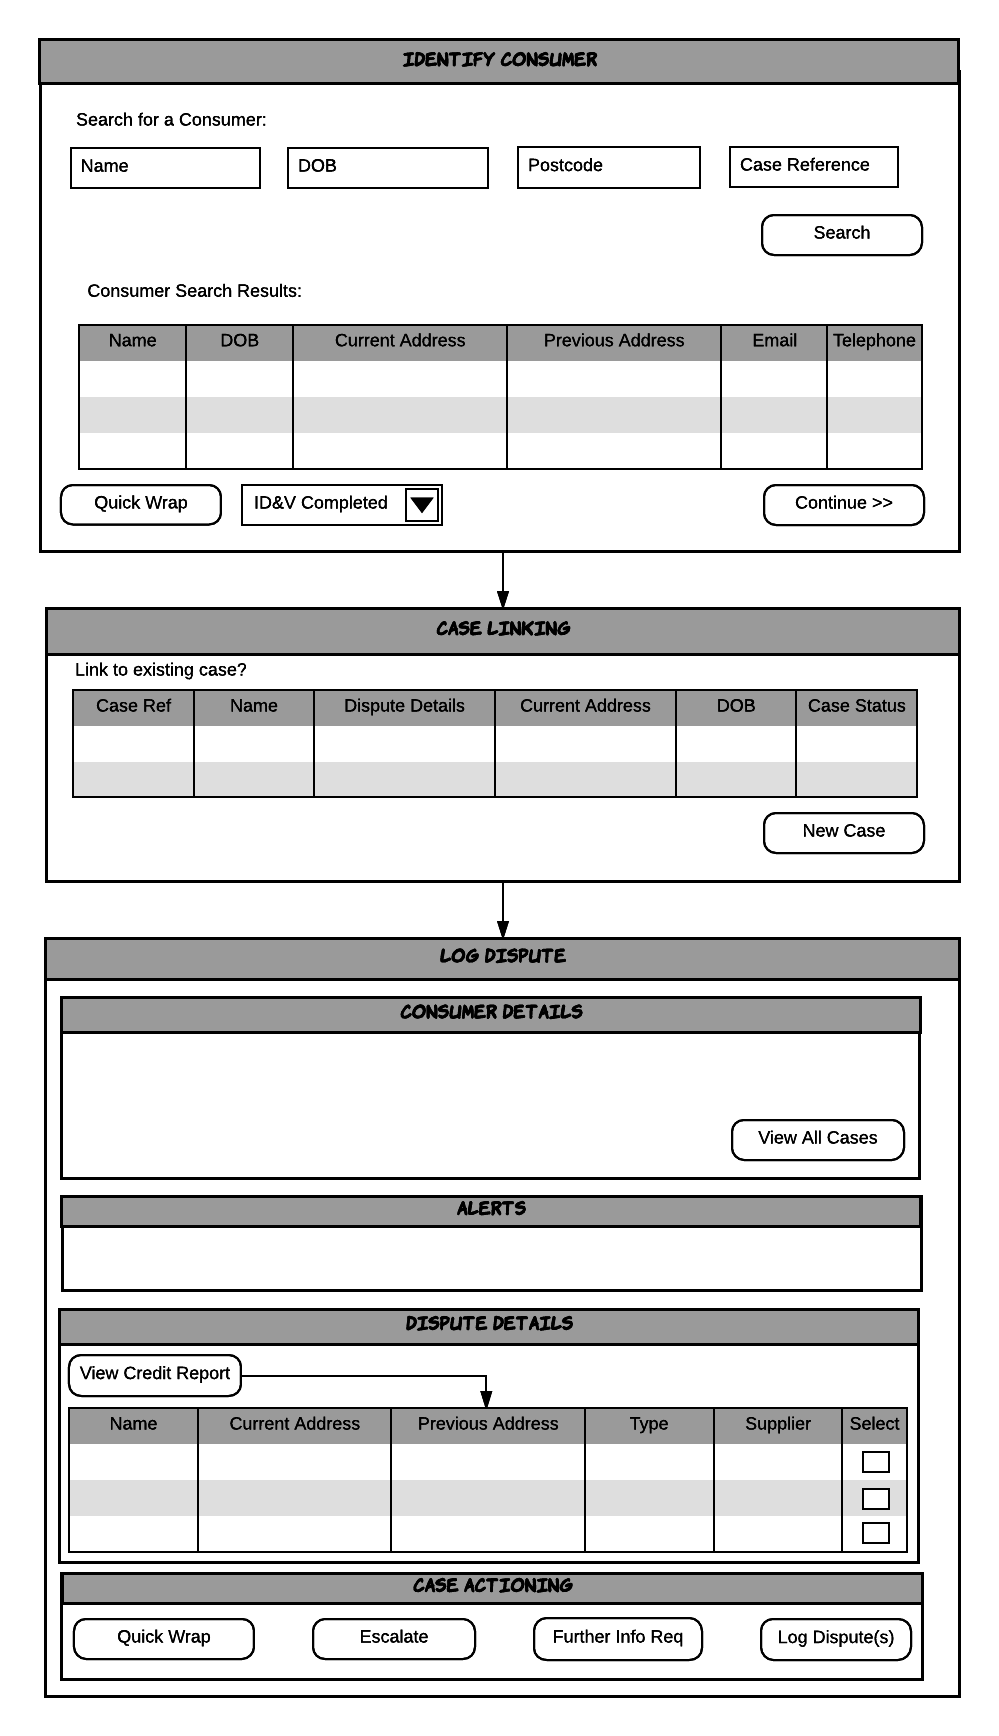 IDENTIFY CONSUMER
Search for a Consumer:
Name DOB Postcode Case Reference
Search
Consumer Search Results:
Name DOB Current Address Previous Address Email Telephone
Quick Wrap ID&V Completed Continue >>
CASE LINKING
Link to existing case?
Case Ref Name Dispute Details Current Address DOB Case Status
New Case
LOG DISPUTE
CONSUMER DETAILS
View All Cases
ALERTS
DISPUTE DETAILS
View Credit Report
Name Current Address Previous Address Type Supplier Select
CASE ACTIONING
Quick Wrap Escalate Further Info Req Log Dispute(s)